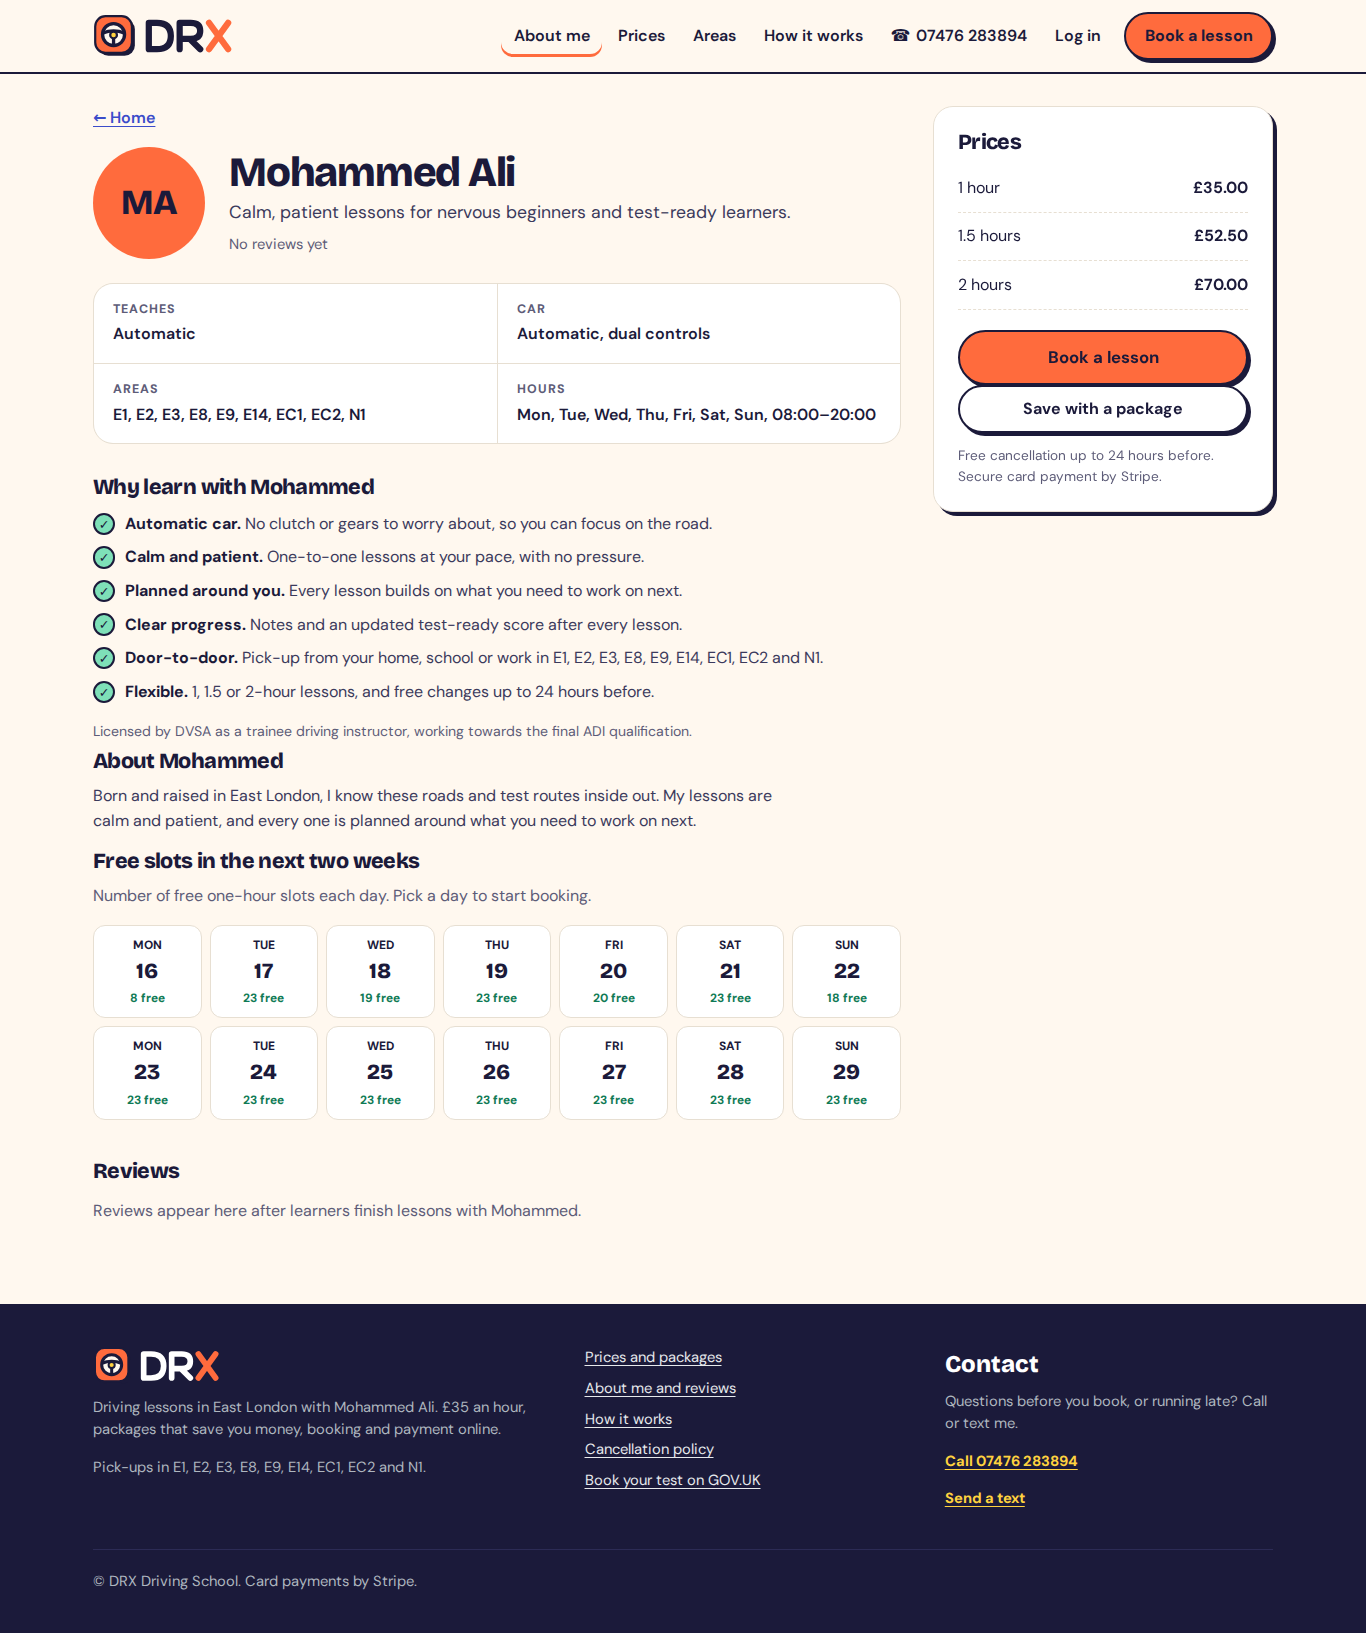 DRX
About me
Prices
Areas
How it works
☎ 07476 283894
Log in
Book a lesson
← Home
MA
Mohammed Ali
Calm, patient lessons for nervous beginners and test-ready learners.
No reviews yet
TEACHES
Automatic
CAR
Automatic, dual controls
AREAS
E1, E2, E3, E8, E9, E14, EC1, EC2, N1
HOURS
Mon, Tue, Wed, Thu, Fri, Sat, Sun, 08:00–20:00
Why learn with Mohammed
✓ Automatic car. No clutch or gears to worry about, so you can focus on the road.
✓ Calm and patient. One-to-one lessons at your pace, with no pressure.
✓ Planned around you. Every lesson builds on what you need to work on next.
✓ Clear progress. Notes and an updated test-ready score after every lesson.
✓ Door-to-door. Pick-up from your home, school or work in E1, E2, E3, E8, E9, E14, EC1, EC2 and N1.
✓ Flexible. 1, 1.5 or 2-hour lessons, and free changes up to 24 hours before.
Licensed by DVSA as a trainee driving instructor, working towards the final ADI qualification.
About Mohammed
Born and raised in East London, I know these roads and test routes inside out. My lessons are
calm and patient, and every one is planned around what you need to work on next.
Free slots in the next two weeks
Number of free one-hour slots each day. Pick a day to start booking.
MON
16
8 free
TUE
17
23 free
WED
18
19 free
THU
19
23 free
FRI
20
20 free
SAT
21
23 free
SUN
22
18 free
MON
23
23 free
TUE
24
23 free
WED
25
23 free
THU
26
23 free
FRI
27
23 free
SAT
28
23 free
SUN
29
23 free
Reviews
Reviews appear here after learners finish lessons with Mohammed.
Prices
1 hour £35.00
1.5 hours £52.50
2 hours £70.00
Book a lesson
Save with a package
Free cancellation up to 24 hours before.
Secure card payment by Stripe.
DRX
Driving lessons in East London with Mohammed Ali. £35 an hour,
packages that save you money, booking and payment online.
Pick-ups in E1, E2, E3, E8, E9, E14, EC1, EC2 and N1.
Prices and packages
About me and reviews
How it works
Cancellation policy
Book your test on GOV.UK
Contact
Questions before you book, or running late? Call
or text me.
Call 07476 283894
Send a text
© DRX Driving School. Card payments by Stripe.